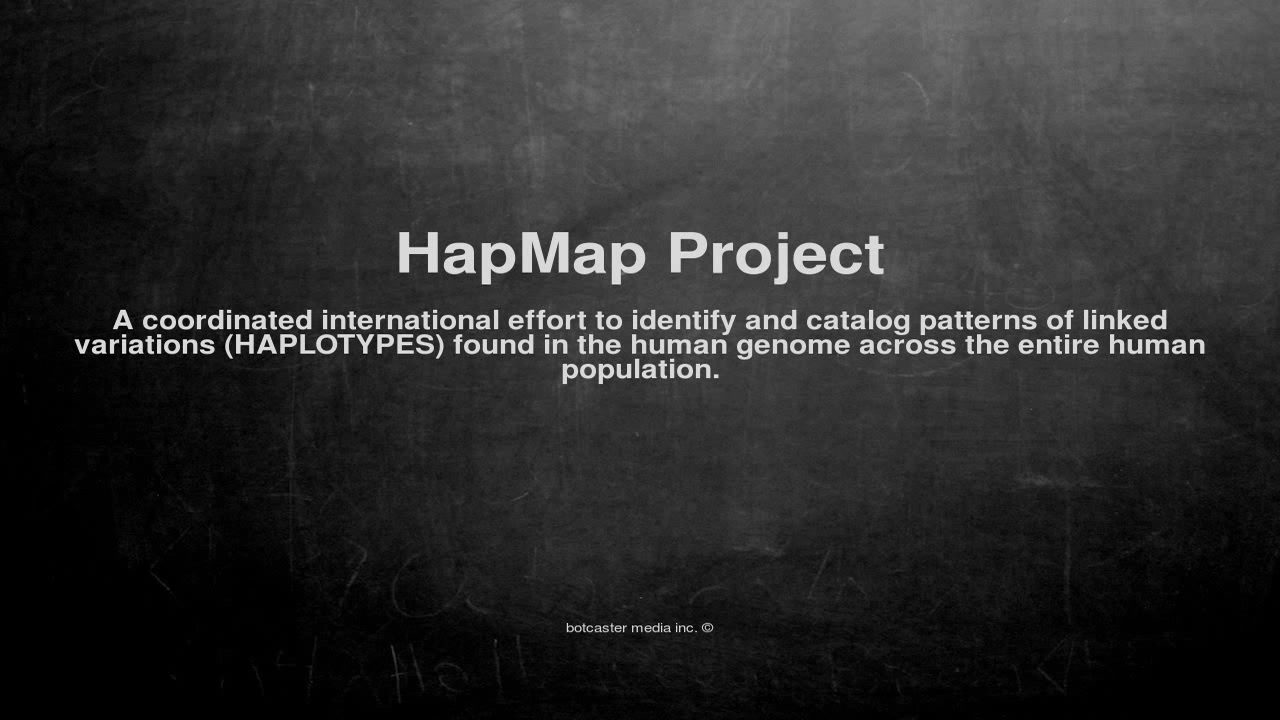 HapMap Project
A coordinated international effort to identify and catalog patterns of linked
variations (HAPLOTYPES) found in the human genome across the entire human
population.
botcaster media inc. ©